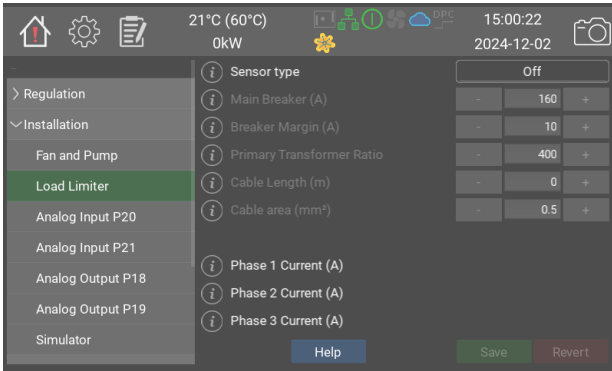 21°C (60°C)
0kW
DPC
15:00:22
2024-12-02
Regulation
Installation
Fan and Pump
Load Limiter
Analog Input P20
Analog Input P21
Analog Output P18
Analog Output P19
Simulator
i Sensor type Off
i Main Breaker (A) - 160 +
i Breaker Margin (A) - 10 +
i Primary Transformer Ratio - 400 +
i Cable Length (m) - 0 +
i Cable area (mm²) - 0.5 +
i Phase 1 Current (A)
i Phase 2 Current (A)
i Phase 3 Current (A)
Help Save Revert